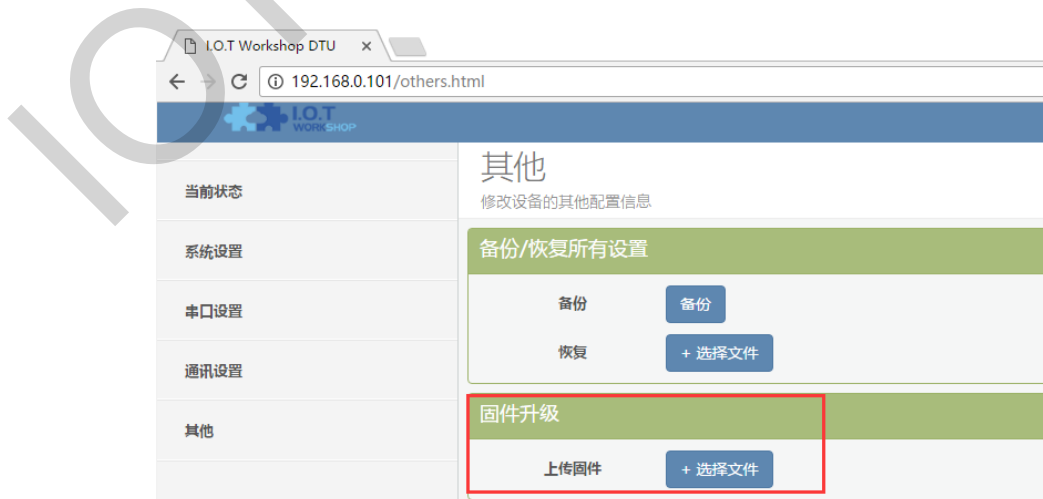 I.O.T Workshop DTU
192.168.0.101/others.html
I.O.T
WORKSHOP
其他
修改设备的其他配置信息
当前状态
系统设置
串口设置
通讯设置
其他
备份/恢复所有设置
备份 备份
恢复 + 选择文件
固件升级
上传固件 + 选择文件